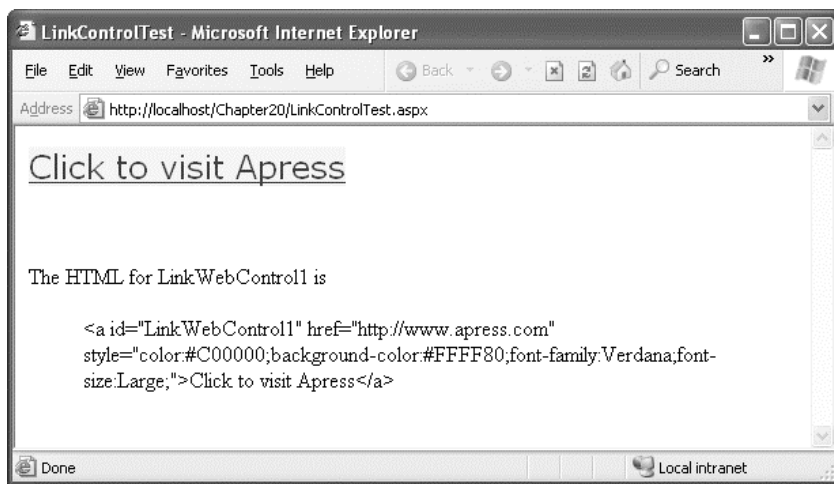 LinkControlTest - Microsoft Internet Explorer
File Edit View Favorites Tools Help Back Search »
Address http://localhost/Chapter20/LinkControlTest.aspx
Click to visit Apress
The HTML for LinkWebControl1 is
<a id="LinkWebControl1" href="http://www.apress.com"
style="color:#C00000;background-color:#FFFF80;font-family:Verdana;font-
size:Large;">Click to visit Apress</a>
Done Local intranet